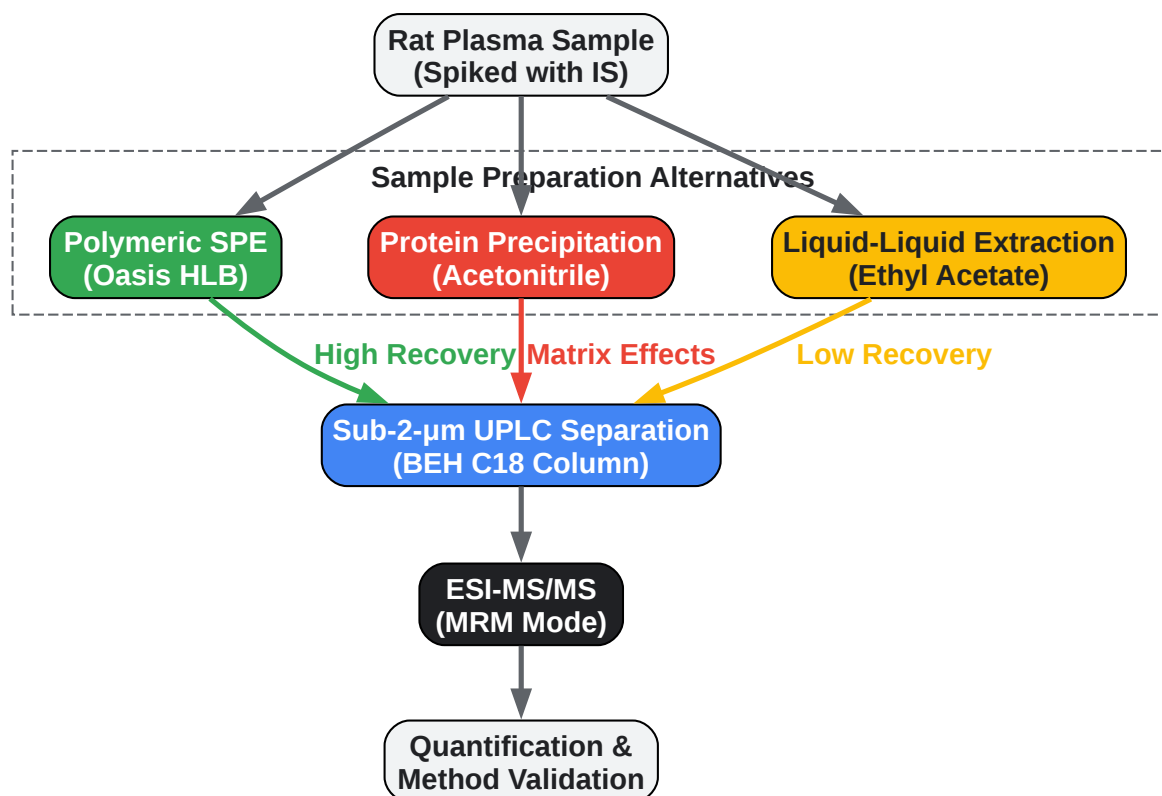 Rat Plasma Sample
(Spiked with IS)
Sample Preparation Alternatives
Polymeric SPE
(Oasis HLB)
Protein Precipitation
(Acetonitrile)
Liquid-Liquid Extraction
(Ethyl Acetate)
High Recovery
Matrix Effects
Low Recovery
Sub-2-μm UPLC Separation
(BEH C18 Column)
ESI-MS/MS
(MRM Mode)
Quantification &
Method Validation